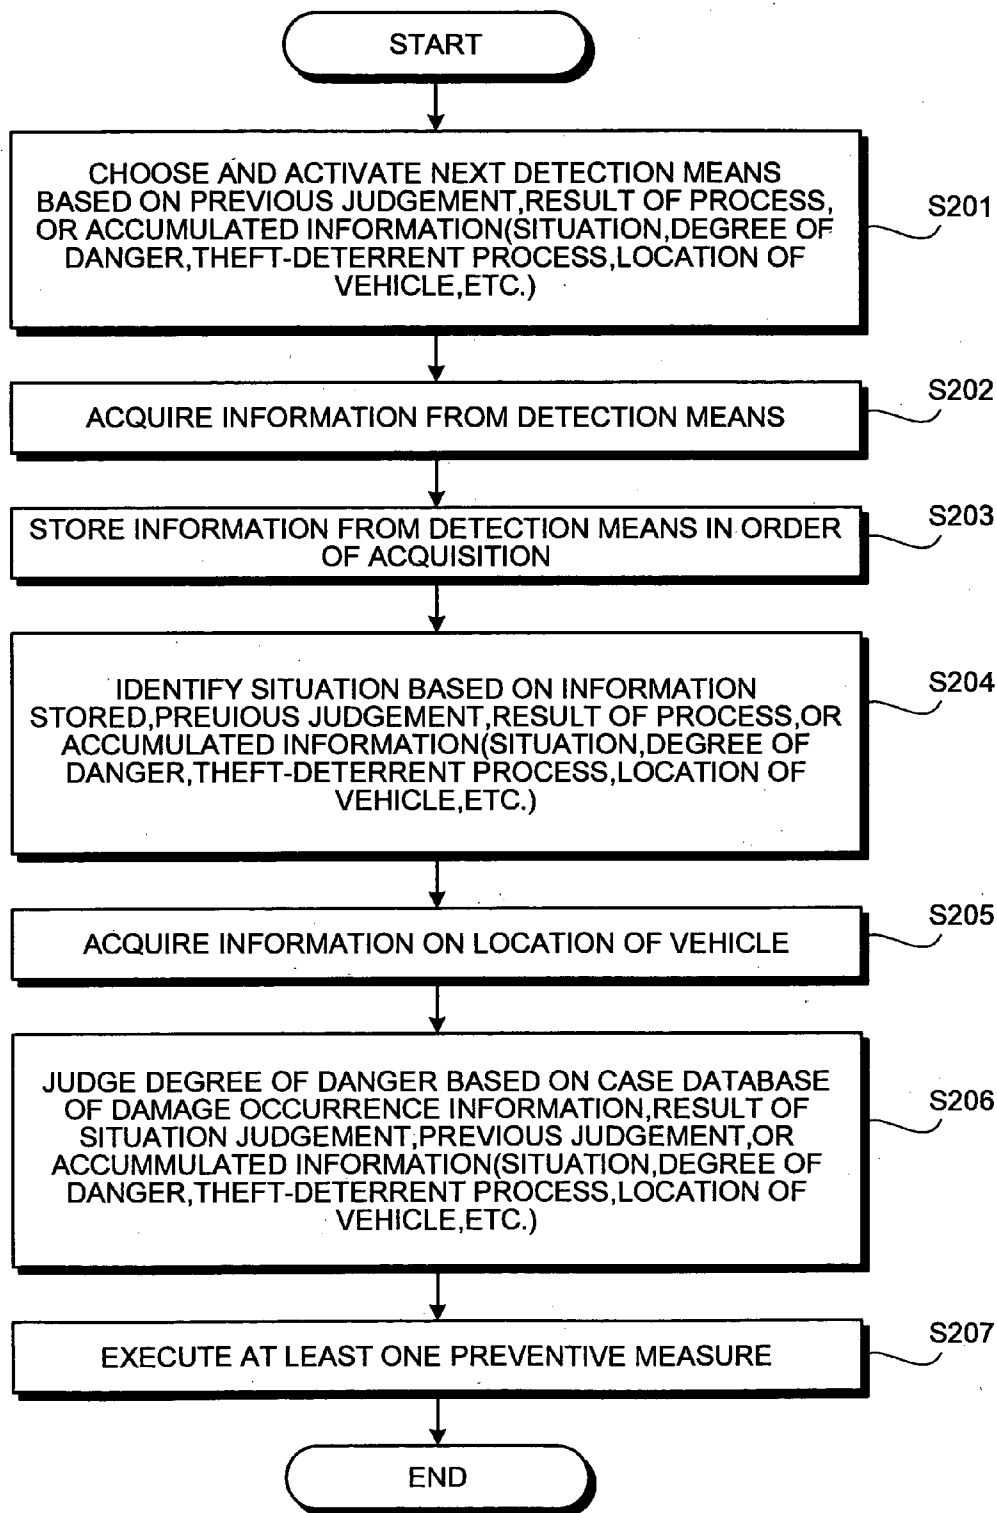 START
CHOOSE AND ACTIVATE NEXT DETECTION MEANS
BASED ON PREVIOUS JUDGEMENT,RESULT OF PROCESS,
OR ACCUMULATED INFORMATION(SITUATION,DEGREE OF
DANGER,THEFT-DETERRENT PROCESS,LOCATION OF
VEHICLE,ETC.)
S201
ACQUIRE INFORMATION FROM DETECTION MEANS
S202
STORE INFORMATION FROM DETECTION MEANS IN ORDER
OF ACQUISITION
S203
IDENTIFY SITUATION BASED ON INFORMATION
STORED,PREUIOUS JUDGEMENT,RESULT OF PROCESS,OR
ACCUMULATED INFORMATION(SITUATION,DEGREE OF
DANGER,THEFT-DETERRENT PROCESS,LOCATION OF
VEHICLE,ETC.)
S204
ACQUIRE INFORMATION ON LOCATION OF VEHICLE
S205
JUDGE DEGREE OF DANGER BASED ON CASE DATABASE
OF DAMAGE OCCURRENCE INFORMATION,RESULT OF
SITUATION JUDGEMENT,PREVIOUS JUDGEMENT,OR
ACCUMMULATED INFORMATION(SITUATION,DEGREE OF
DANGER,THEFT-DETERRENT PROCESS,LOCATION OF
VEHICLE,ETC.)
S206
EXECUTE AT LEAST ONE PREVENTIVE MEASURE
S207
END